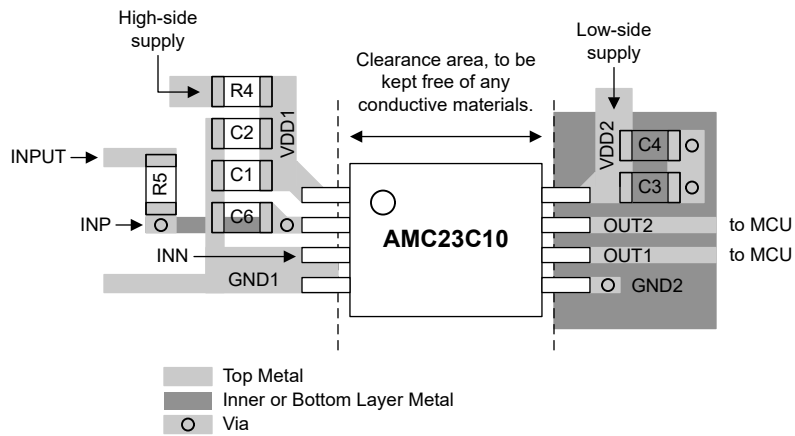 High-side
supply
Low-side
supply
Clearance area, to be
kept free of any
conductive materials.
R4
C2
C1
C6
VDD1
INPUT
R5
INP
INN
GND1
AMC23C10
VDD2
C4
C3
OUT2
to MCU
OUT1
to MCU
GND2
Top Metal
Inner or Bottom Layer Metal
Via